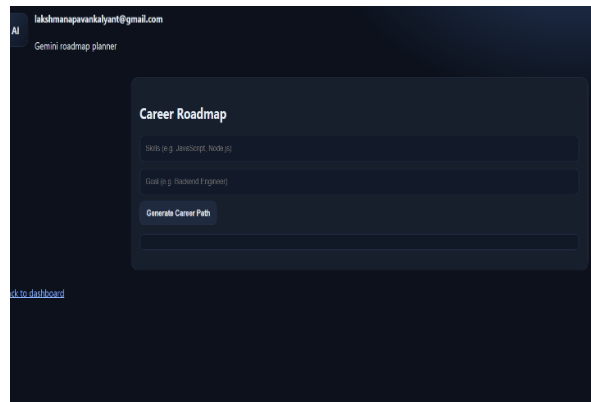 lakshmanapavankalyant@gmail.com
AI
Gemini roadmap planner
Career Roadmap
Skills (e.g. JavaScript, Node.js)
Goal (e.g. Backend Engineer)
Generate Career Path
ck to dashboard